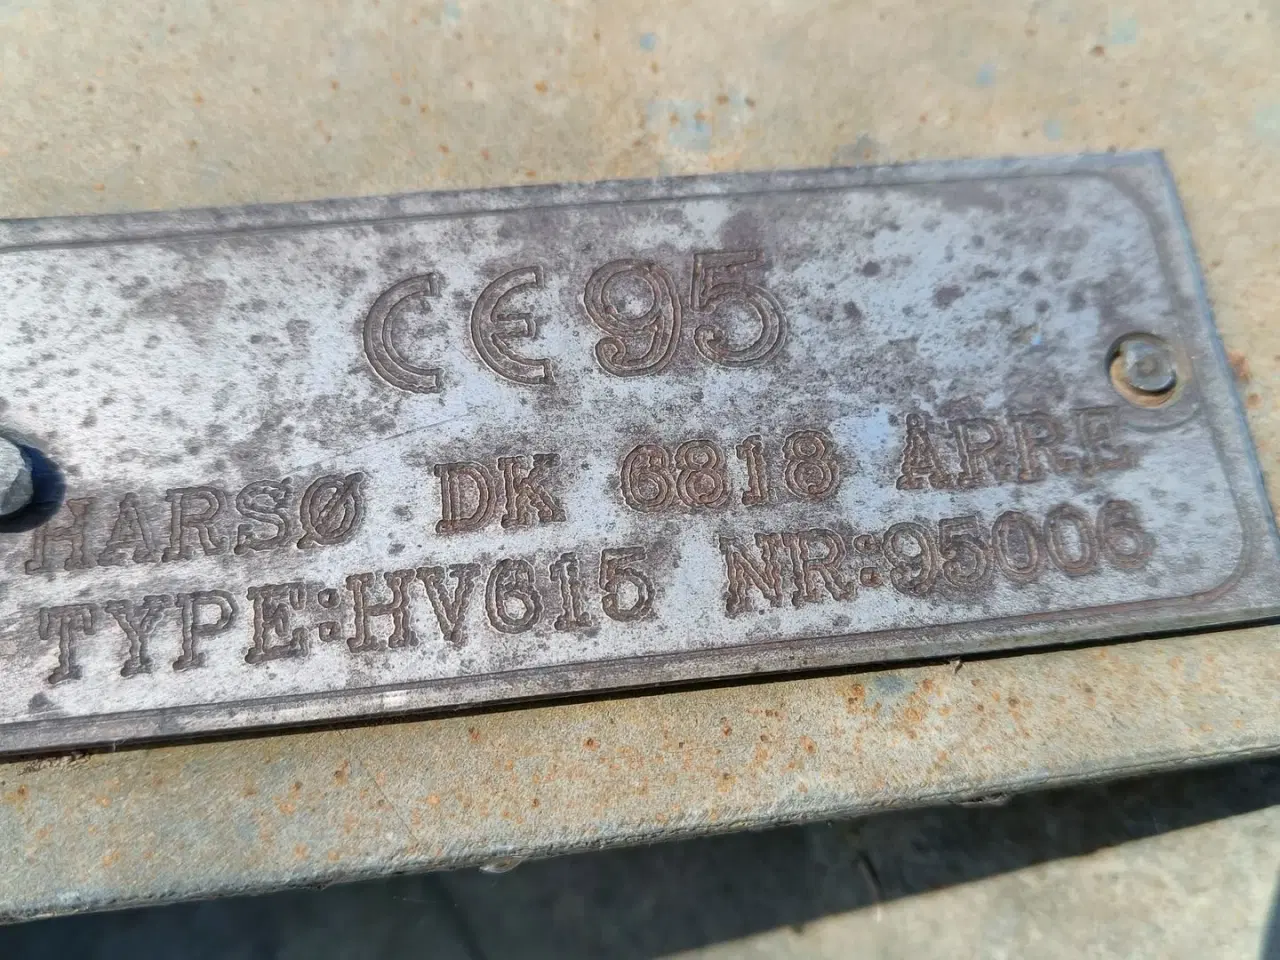 CE95
HARSØ DK 6818 ÅRRE
TYPE:HV615 NR:95006